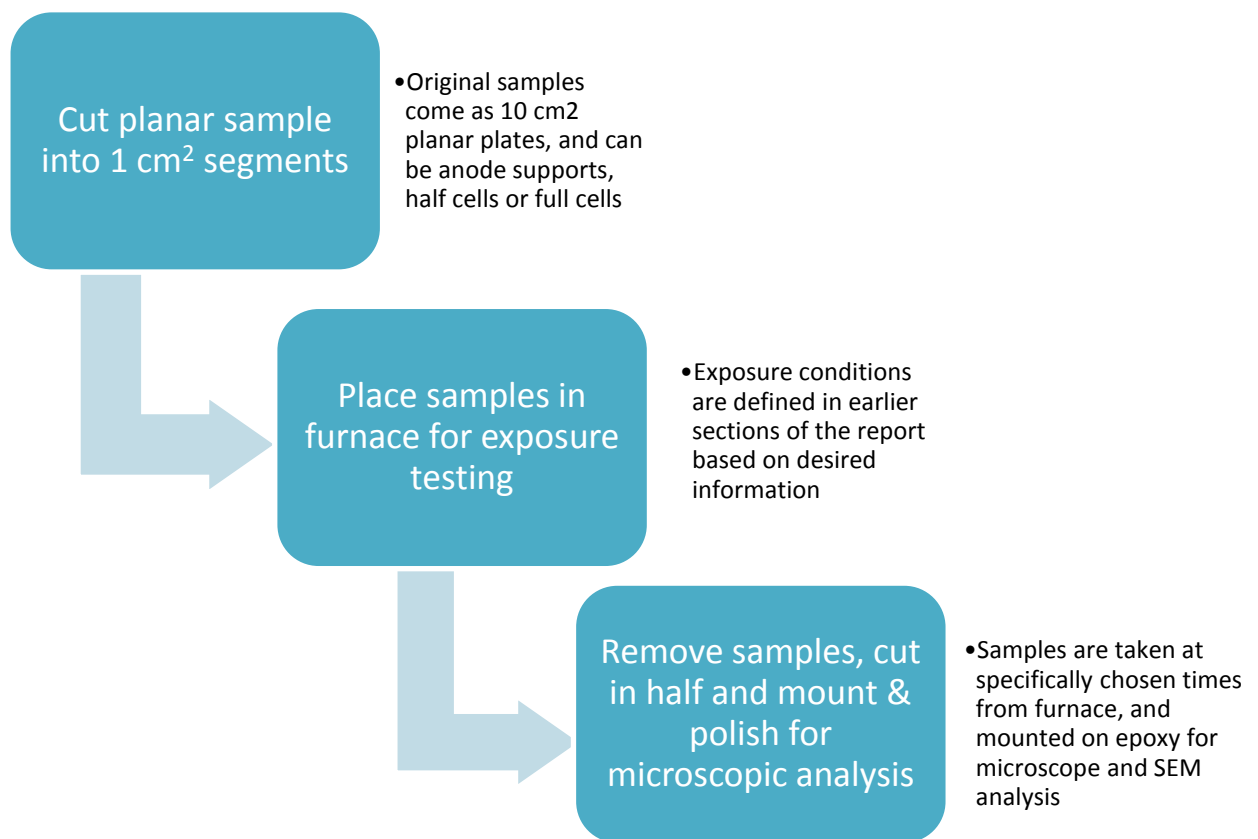 Cut planar sample
into 1 cm² segments
•Original samples
come as 10 cm2
planar plates, and can
be anode supports,
half cells or full cells
Place samples in
furnace for exposure
testing
•Exposure conditions
are defined in earlier
sections of the report
based on desired
information
Remove samples, cut
in half and mount &
polish for
microscopic analysis
•Samples are taken at
specifically chosen times
from furnace, and
mounted on epoxy for
microscope and SEM
analysis